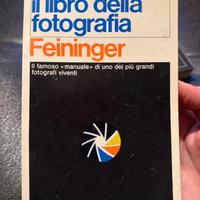 il libro della
fotografia
Feininger
Il famoso «manuale» di uno dei più grandi
fotografi viventi